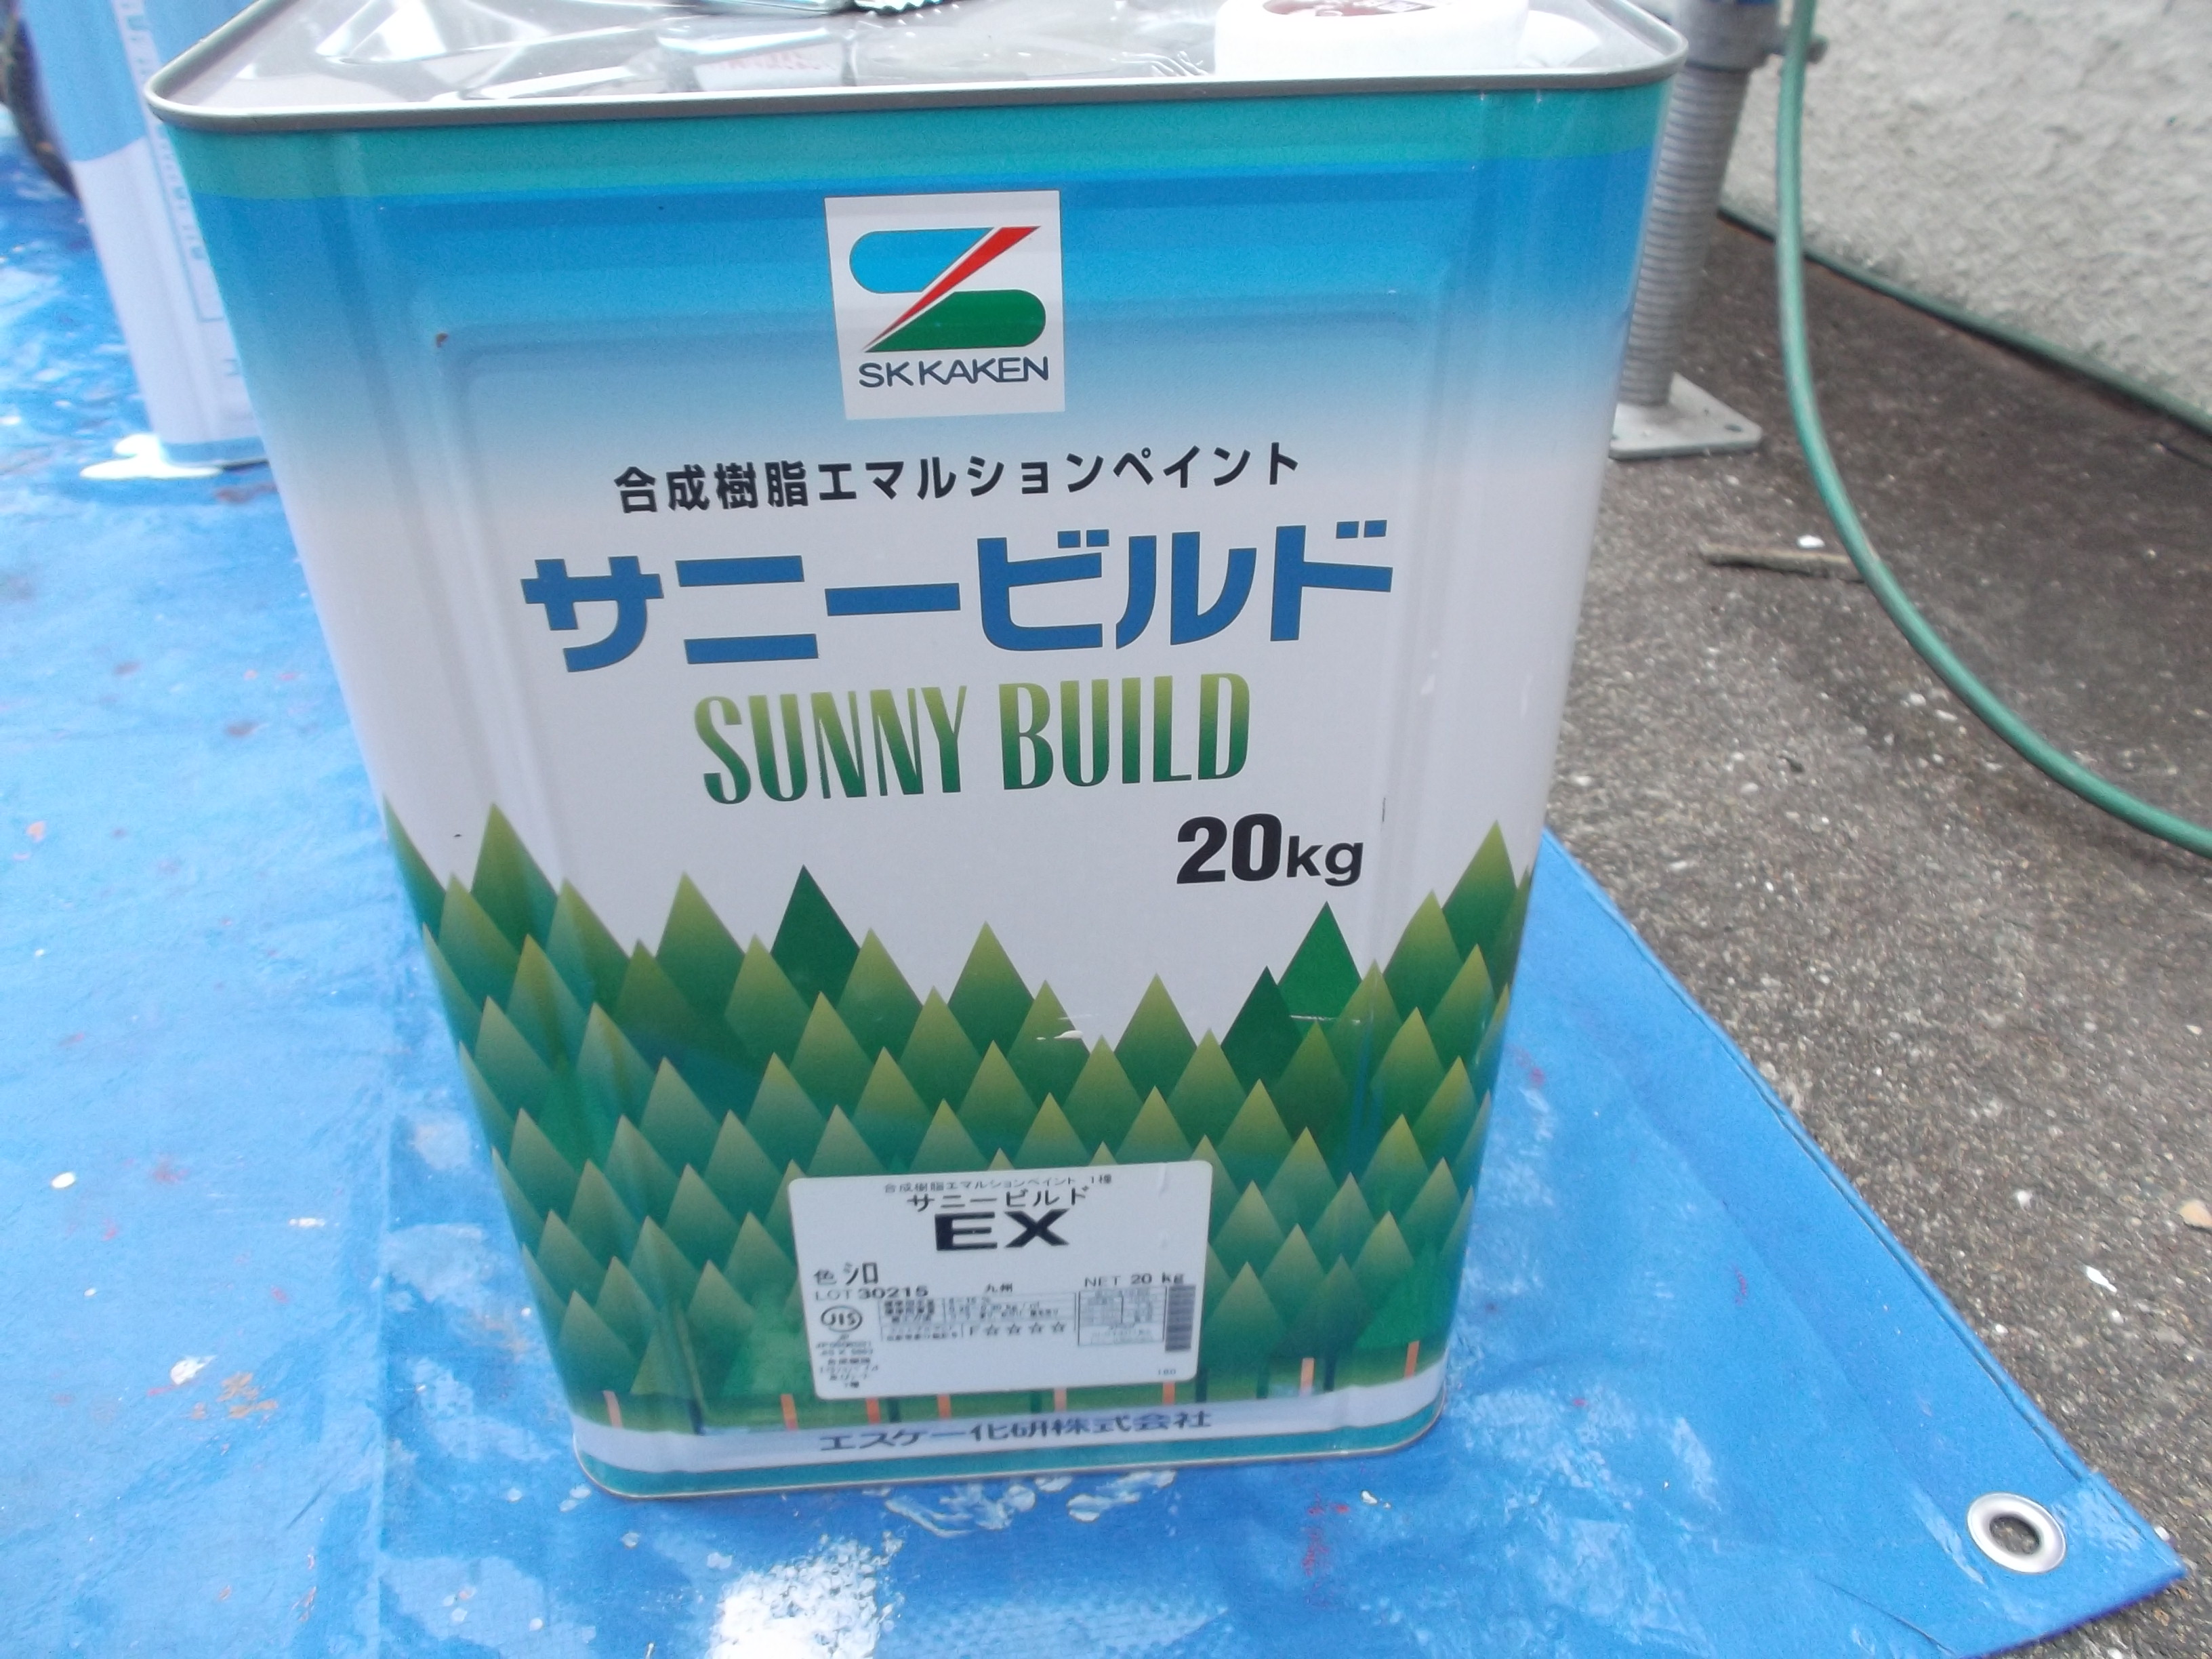 SK KAKEN
合成樹脂エマルションペイント
サニービルド
SUNNY BUILD
20kg
合成樹脂エマルションペイント 1種
サニービルド
EX
色 シロ
LOT 30215 九州 NET 20 kg
JIS
F☆☆☆☆
1種
エスケー化研株式会社